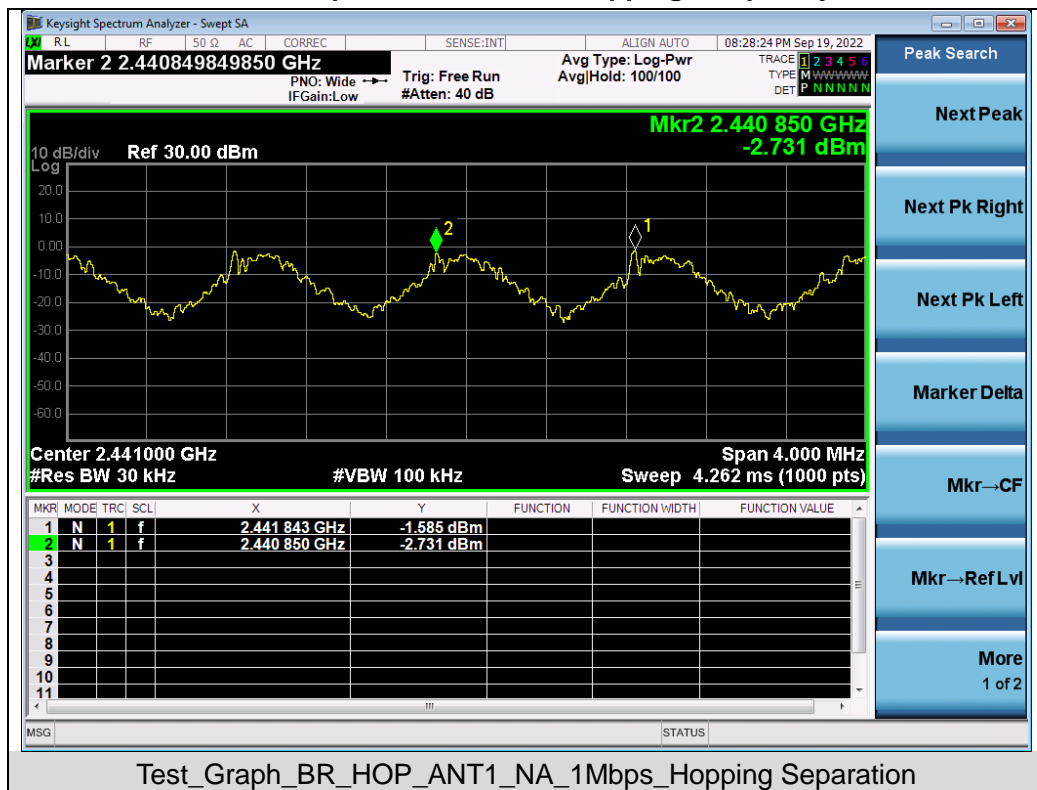 Keysight Spectrum Analyzer - Swept SA
LXI RL RF 50 Ω AC CORREC SENSE:INT ALIGN AUTO 08:28:24 PM Sep 19, 2022
Marker 2 2.440849849850 GHz
PNO: Wide
IFGain:Low
Trig: Free Run
#Atten: 40 dB
Avg Type: Log-Pwr
Avg|Hold: 100/100
TRACE 1 2 3 4 5 6
TYPE M WWWWW
DET P N N N N N
Mkr2 2.440 850 GHz
-2.731 dBm
10 dB/div Ref 30.00 dBm
Log
20.0
10.0
0.00
-10.0
-20.0
-30.0
-40.0
-50.0
-60.0
2
1
Center 2.441000 GHz Span 4.000 MHz
#Res BW 30 kHz #VBW 100 kHz Sweep 4.262 ms (1000 pts)
MKR MODE TRC SCL X Y FUNCTION FUNCTION WIDTH FUNCTION VALUE
1 N 1 f 2.441 843 GHz -1.585 dBm
2 N 1 f 2.440 850 GHz -2.731 dBm
3
4
5
6
7
8
9
10
11
MSG STATUS
Peak Search
Next Peak
Next Pk Right
Next Pk Left
Marker Delta
Mkr→CF
Mkr→Ref Lvl
More
1 of 2
Test_Graph_BR_HOP_ANT1_NA_1Mbps_Hopping Separation